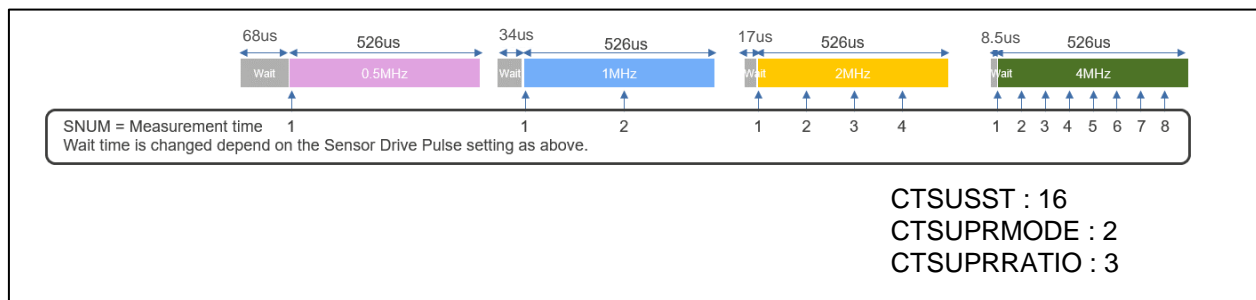 68us 526us 34us 526us 17us 526us 8.5us 526us
Wait 0.5MHz Wait 1MHz Wait 2MHz Wait 4MHz
SNUM = Measurement time 1 1 2 1 2 3 4 1 2 3 4 5 6 7 8
Wait time is changed depend on the Sensor Drive Pulse setting as above.
CTSUSST : 16
CTSUPRMODE : 2
CTSUPRRATIO : 3